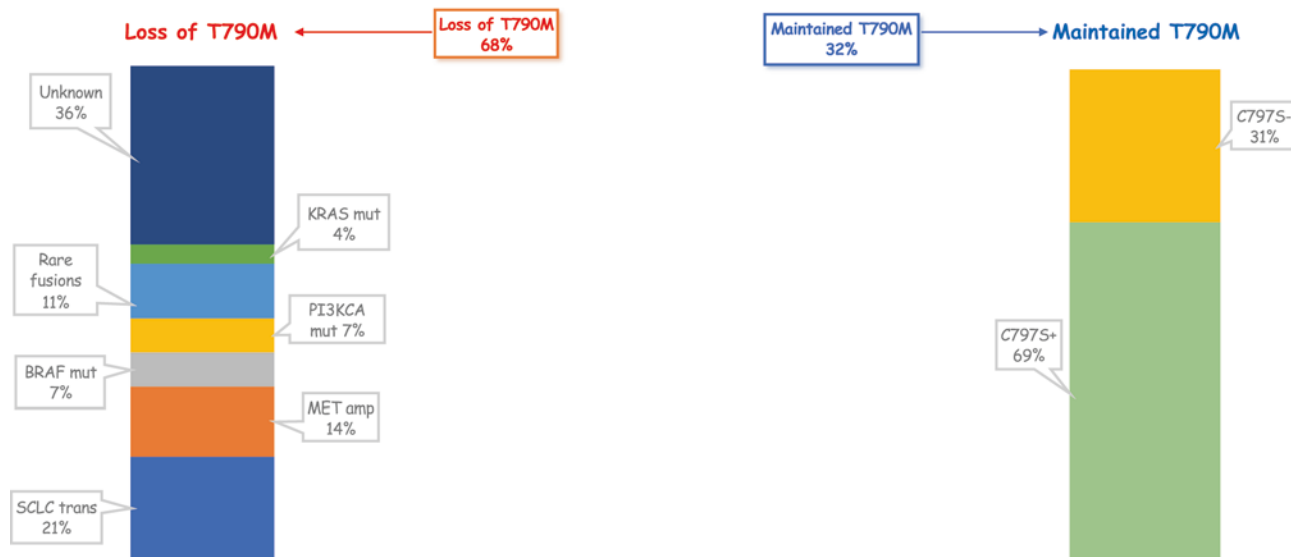 Loss of T790M
Loss of T790M
68%
Maintained T790M
32%
Maintained T790M
Unknown
36%
KRAS mut
4%
Rare
fusions
11%
PI3KCA
mut 7%
BRAF mut
7%
MET amp
14%
SCLC trans
21%
C797S-
31%
C797S+
69%